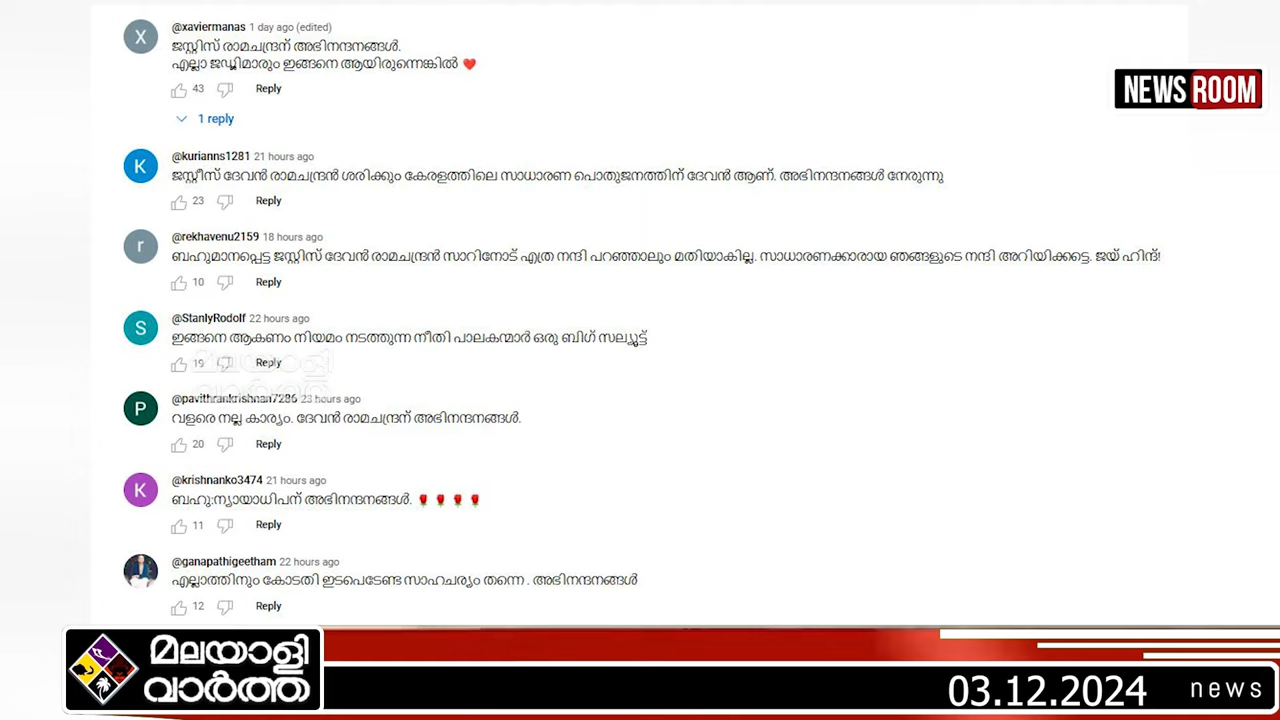 X
@xaviermanas 1 day ago (edited)
ജസ്റ്റിസ് രാമചന്ദ്രന് അഭിനന്ദനങ്ങൾ.
എല്ലാ ജഡ്ജിമാരും ഇങ്ങനെ ആയിരുന്നെങ്കിൽ ❤️
43 Reply
1 reply
NEWS ROOM
K
@kurianns1281 21 hours ago
ജസ്റ്റീസ് ദേവൻ രാമചന്ദ്രൻ ശരിക്കും കേരളത്തിലെ സാധാരണ പൊതുജനത്തിന് ദേവൻ ആണ്. അഭിനന്ദനങ്ങൾ നേരുന്നു
23 Reply
r
@rekhavenu2159 18 hours ago
ബഹുമാനപ്പെട്ട ജസ്റ്റിസ് ദേവൻ രാമചന്ദ്രൻ സാറിനോട് എത്ര നന്ദി പറഞ്ഞാലും മതിയാകില്ല. സാധാരണക്കാരായ ഞങ്ങളുടെ നന്ദി അറിയിക്കട്ടെ. ജയ് ഹിന്ദ്!
10 Reply
S
@StanlyRodolf 22 hours ago
ഇങ്ങനെ ആകണം നിയമം നടത്തുന്ന നീതി പാലകന്മാർ ഒരു ബിഗ് സല്യൂട്ട്
19 Reply
മലയാളി
വാർത്ത
P
@pavithrankrishnan7286 23 hours ago
വളരെ നല്ല കാര്യം. ദേവൻ രാമചന്ദ്രന് അഭിനന്ദനങ്ങൾ.
20 Reply
K
@krishnanko3474 21 hours ago
ബഹു:ന്യായാധിപന് അഭിനന്ദനങ്ങൾ. 🌹🌹🌹🌹
11 Reply
@ganapathigeetham 22 hours ago
എല്ലാത്തിനും കോടതി ഇടപെടേണ്ട സാഹചര്യം തന്നെ . അഭിനന്ദനങ്ങൾ
12 Reply
മലയാളി
വാർത്ത
03.12.2024 news